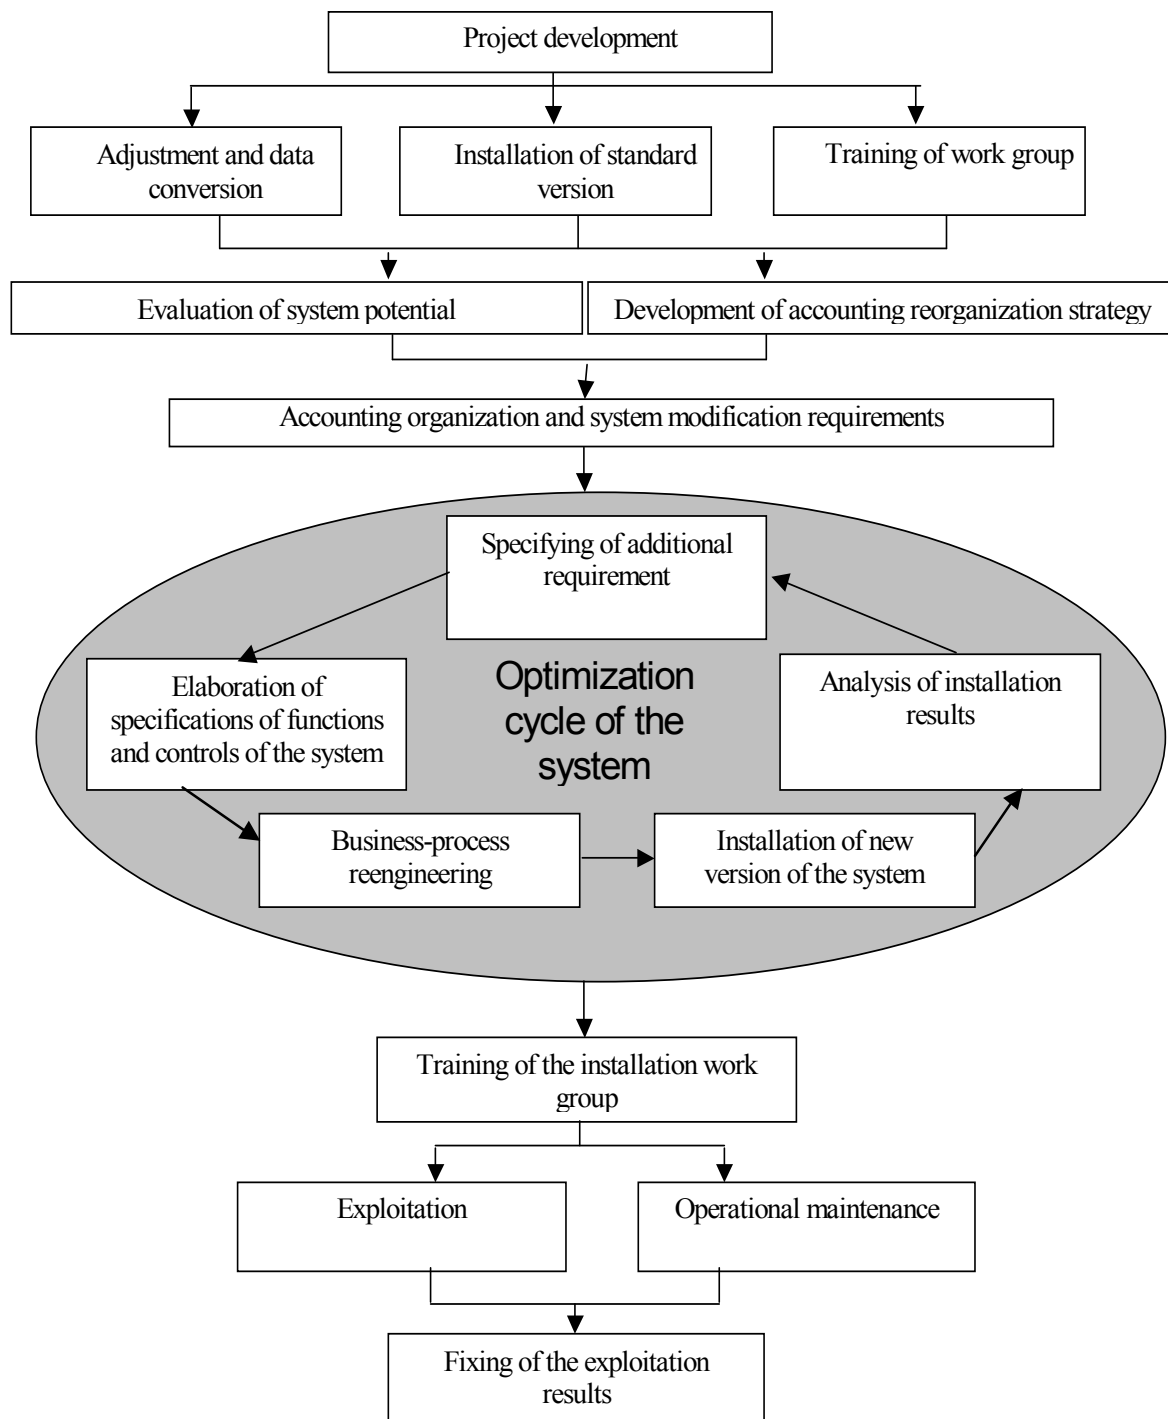 Project development
Adjustment and data
conversion
Installation of standard
version
Training of work group
Evaluation of system potential
Development of accounting reorganization strategy
Accounting organization and system modification requirements
Specifying of additional
requirement
Elaboration of
specifications of functions
and controls of the system
Optimization
cycle of the
system
Analysis of installation
results
Business-process
reengineering
Installation of new
version of the system
Training of the installation work
group
Exploitation
Operational maintenance
Fixing of the exploitation
results